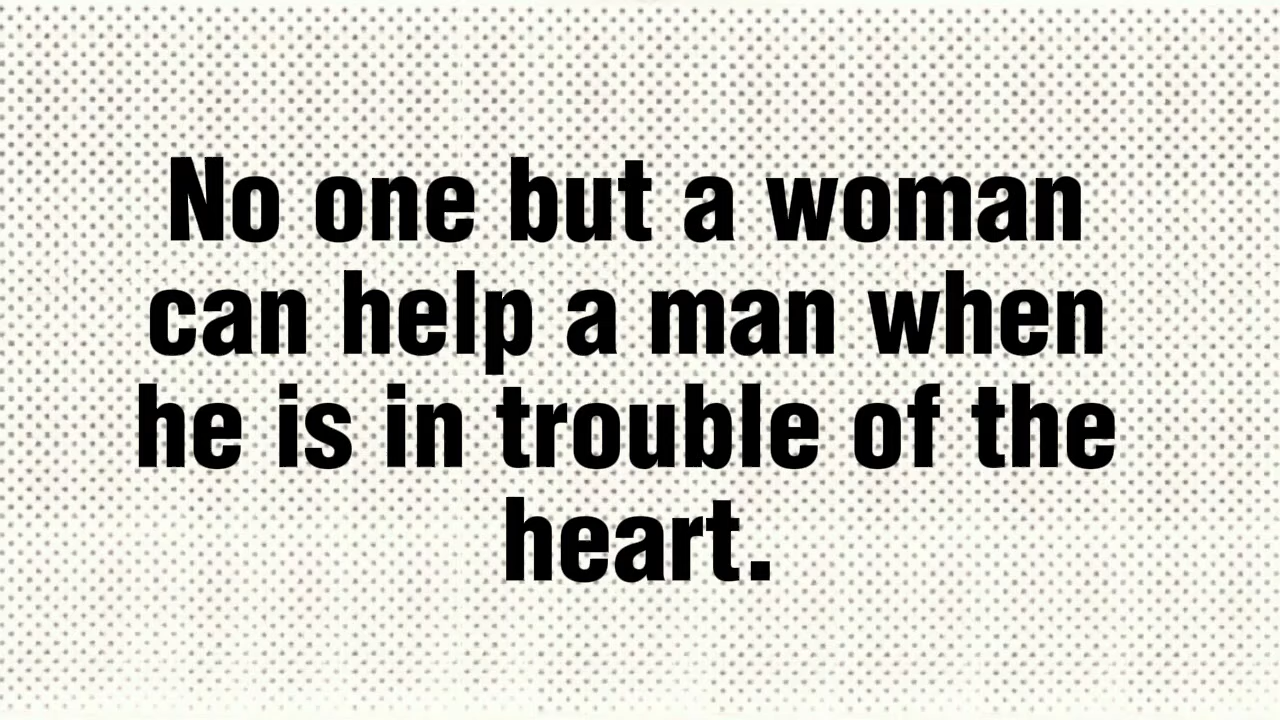 No one but a woman
can help a man when
he is in trouble of the
heart.